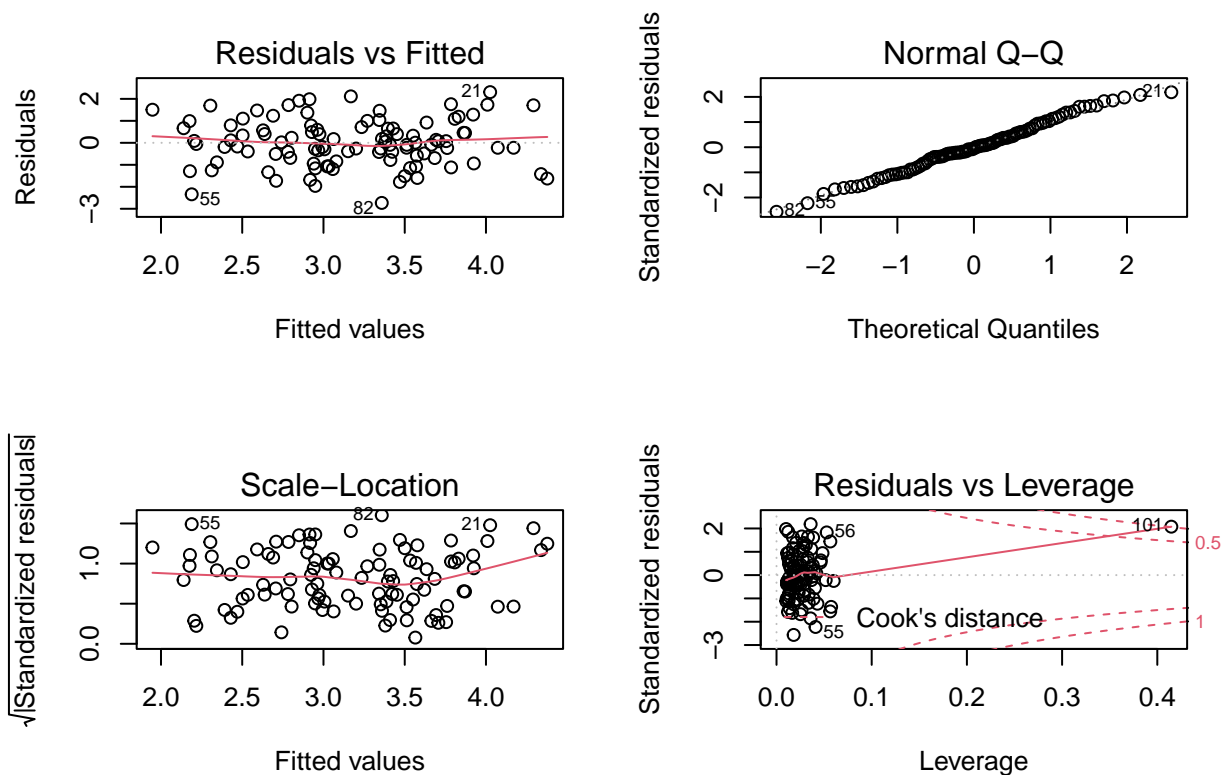 Residuals vs Fitted
Residuals
2
0
−3
21
55
82
2.0 2.5 3.0 3.5 4.0
Fitted values
Normal Q−Q
Standardized residuals
2
0
−2
21
55
82
−2 −1 0 1 2
Theoretical Quantiles
Scale−Location
√|Standardized residuals|
1.0
0.0
55
82
21
2.0 2.5 3.0 3.5 4.0
Fitted values
Residuals vs Leverage
Standardized residuals
2
0
−3
56
101
0.5
Cook's distance
1
55
0.0 0.1 0.2 0.3 0.4
Leverage